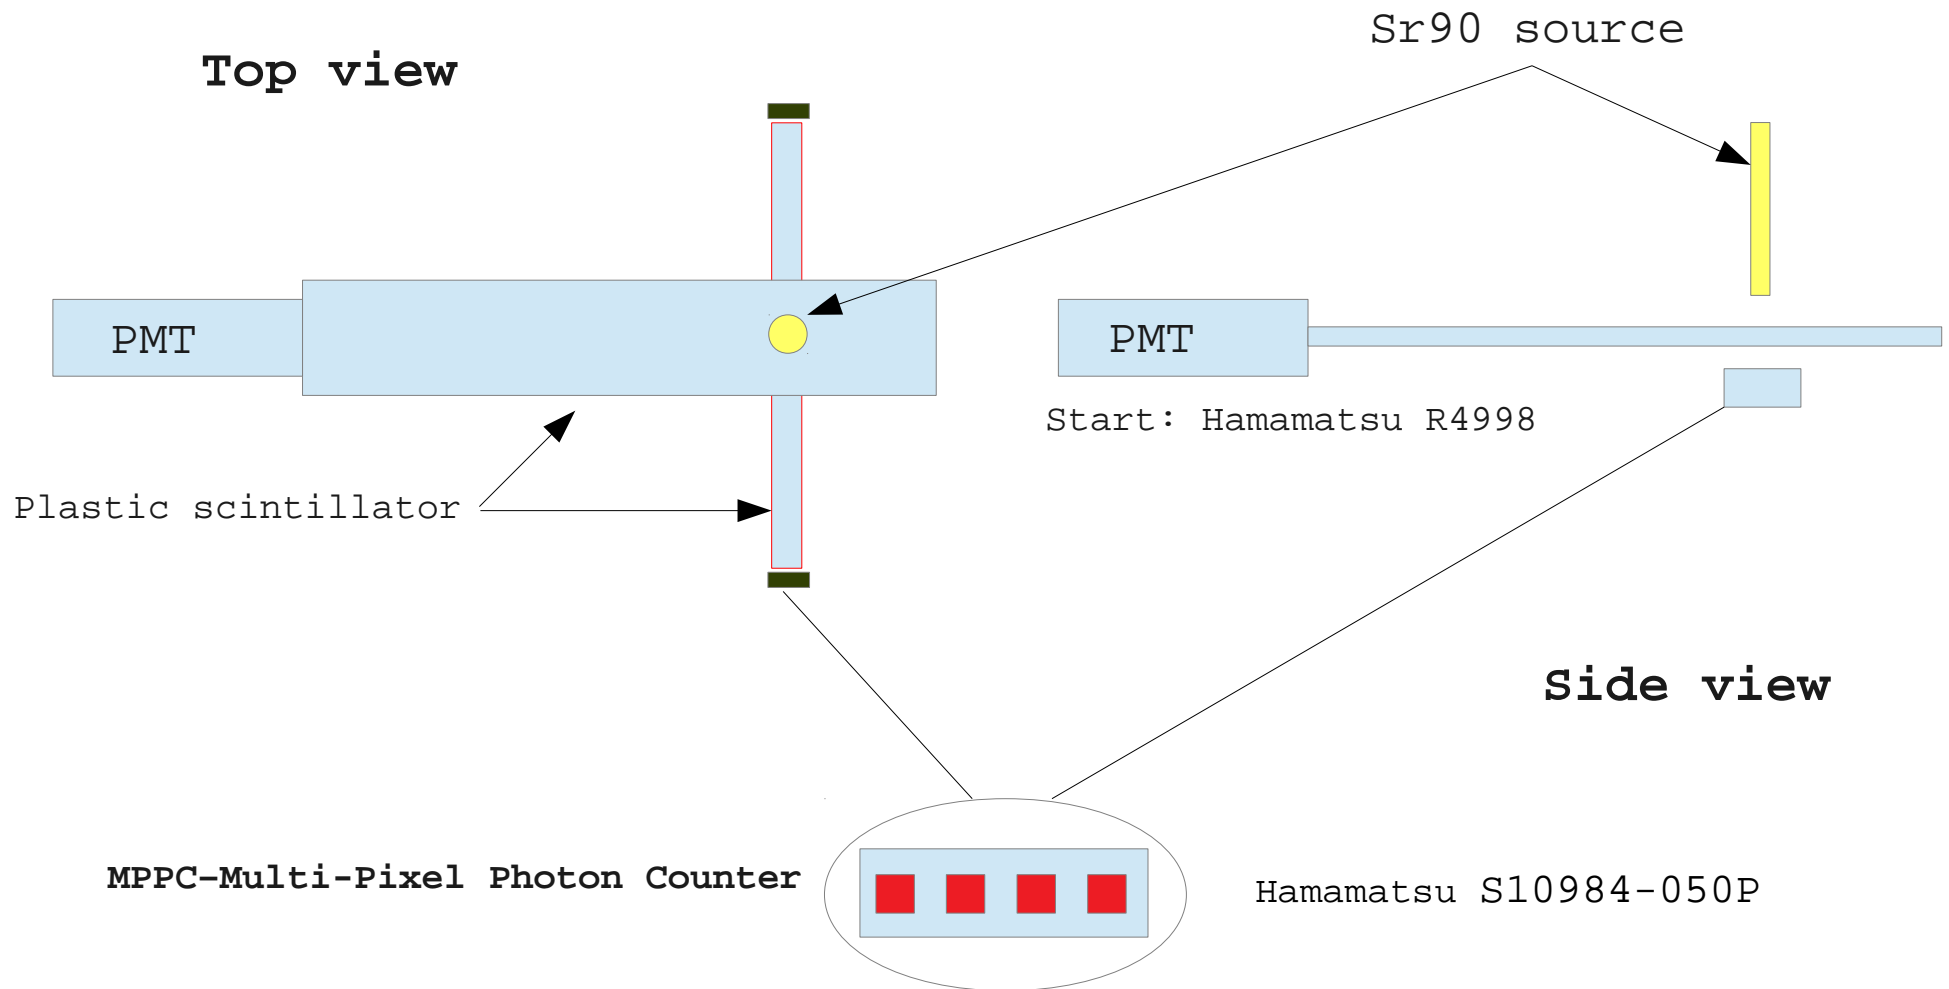 Sr90 source
Top view
PMT
PMT
Start: Hamamatsu R4998
Plastic scintillator
Side view
MPPC–Multi-Pixel Photon Counter
Hamamatsu S10984-050P